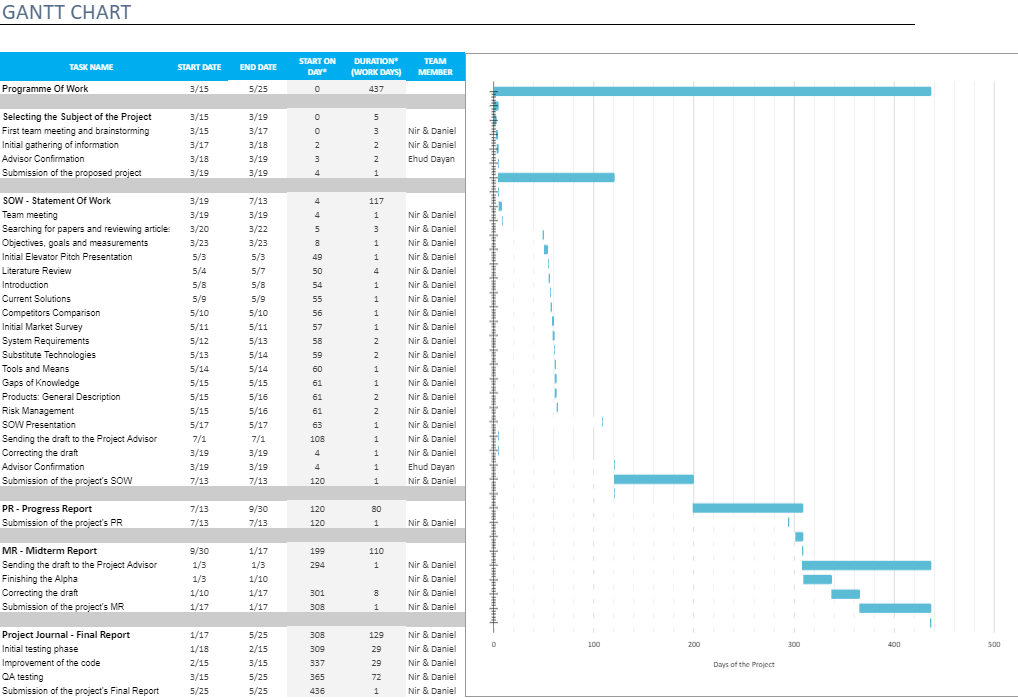 GANTT CHART
TASK NAME START DATE END DATE START ON DAY* DURATION* (WORK DAYS) TEAM MEMBER
Programme Of Work 3/15 5/25 0 437
Selecting the Subject of the Project 3/15 3/19 0 5
First team meeting and brainstorming 3/15 3/17 0 3 Nir & Daniel
Initial gathering of information 3/17 3/18 2 2 Nir & Daniel
Advisor Confirmation 3/18 3/19 3 2 Ehud Dayan
Submission of the proposed project 3/19 3/19 4 1
SOW - Statement Of Work 3/19 7/13 4 117
Team meeting 3/19 3/19 4 1 Nir & Daniel
Searching for papers and reviewing article: 3/20 3/22 5 3 Nir & Daniel
Objectives, goals and measurements 3/23 3/23 8 1 Nir & Daniel
Initial Elevator Pitch Presentation 5/3 5/3 49 1 Nir & Daniel
Literature Review 5/4 5/7 50 4 Nir & Daniel
Introduction 5/8 5/8 54 1 Nir & Daniel
Current Solutions 5/9 5/9 55 1 Nir & Daniel
Competitors Comparison 5/10 5/10 56 1 Nir & Daniel
Initial Market Survey 5/11 5/11 57 1 Nir & Daniel
System Requirements 5/12 5/13 58 2 Nir & Daniel
Substitute Technologies 5/13 5/14 59 2 Nir & Daniel
Tools and Means 5/14 5/14 60 1 Nir & Daniel
Gaps of Knowledge 5/15 5/15 61 1 Nir & Daniel
Products: General Description 5/15 5/16 61 2 Nir & Daniel
Risk Management 5/15 5/16 61 2 Nir & Daniel
SOW Presentation 5/17 5/17 63 1 Nir & Daniel
Sending the draft to the Project Advisor 7/1 7/1 108 1 Nir & Daniel
Correcting the draft 3/19 3/19 4 1 Nir & Daniel
Advisor Confirmation 3/19 3/19 4 1 Ehud Dayan
Submission of the project's SOW 7/13 7/13 120 1 Nir & Daniel
PR - Progress Report 7/13 9/30 120 80
Submission of the project's PR 7/13 7/13 120 1 Nir & Daniel
MR - Midterm Report 9/30 1/17 199 110
Sending the draft to the Project Advisor 1/3 1/3 294 1 Nir & Daniel
Finishing the Alpha 1/3 1/10 Nir & Daniel
Correcting the draft 1/10 1/17 301 8 Nir & Daniel
Submission of the project's MR 1/17 1/17 308 1 Nir & Daniel
Project Journal - Final Report 1/17 5/25 308 129 Nir & Daniel
Initial testing phase 1/18 2/15 309 29 Nir & Daniel
Improvement of the code 2/15 3/15 337 29 Nir & Daniel
QA testing 3/15 5/25 365 72 Nir & Daniel
Submission of the project's Final Report 5/25 5/25 436 1 Nir & Daniel
0 100 200 300 400 500
Days of the Project